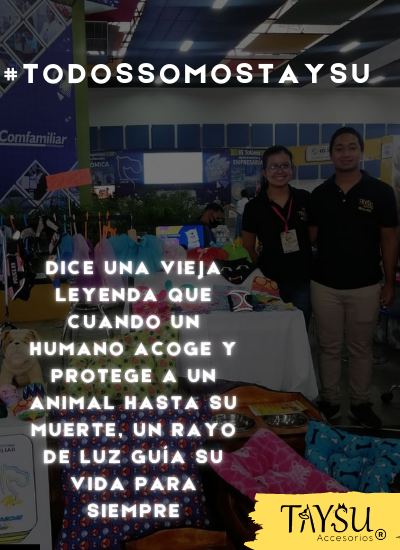 #TODOSSOMOSTAYSU
Comfamiliar
DICE UNA VIEJA
LEYENDA QUE
CUANDO UN
HUMANO ACOGE Y
PROTEGE A UN
ANIMAL HASTA SU
MUERTE, UN RAYO
DE LUZ GUÍA SU
VIDA PARA
SIEMPRE
TAYSU
Accesorios®